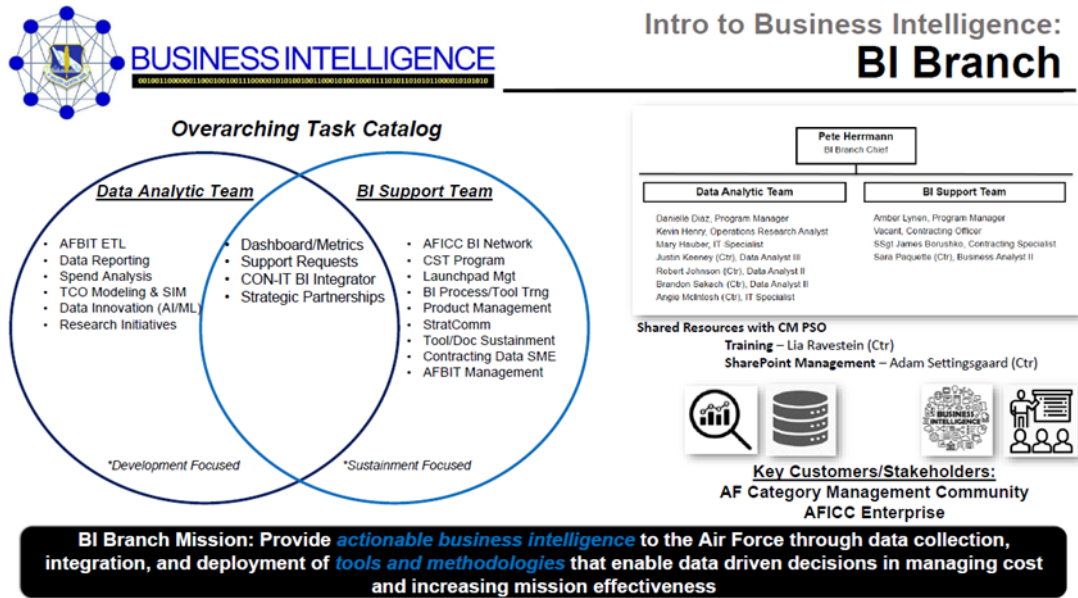 BUSINESS INTELLIGENCE
Intro to Business Intelligence:
BI Branch
Overarching Task Catalog
Data Analytic Team
AFBIT ETL
Data Reporting
Spend Analysis
TCO Modeling & SIM
Data Innovation (AI/ML)
Research Initiatives
*Development Focused
Dashboard/Metrics
Support Requests
CON-IT BI Integrator
Strategic Partnerships
BI Support Team
AFICC BI Network
CST Program
Launchpad Mgt
BI Process/Tool Trng
Product Management
StratComm
Tool/Doc Sustainment
Contracting Data SME
AFBIT Management
*Sustainment Focused
Pete Herrmann
BI Branch Chief
Data Analytic Team
Danielle Diaz, Program Manager
Kevin Henry, Operations Research Analyst
Mary Hauber, IT Specialist
Justin Keeney (Ctr), Data Analyst III
Robert Johnson (Ctr), Data Analyst II
Brandon Sakach (Ctr), Data Analyst II
Angie McIntosh (Ctr), IT Specialist
BI Support Team
Amber Lynen, Program Manager
Vacant, Contracting Officer
SSgt James Borushko, Contracting Specialist
Sara Paquette (Ctr), Business Analyst II
Shared Resources with CM PSO
Training – Lia Ravestein (Ctr)
SharePoint Management – Adam Settingsgaard (Ctr)
BUSINESS
INTELLIGENCE
Key Customers/Stakeholders:
AF Category Management Community
AFICC Enterprise
BI Branch Mission: Provide actionable business intelligence to the Air Force through data collection,
integration, and deployment of tools and methodologies that enable data driven decisions in managing cost
and increasing mission effectiveness